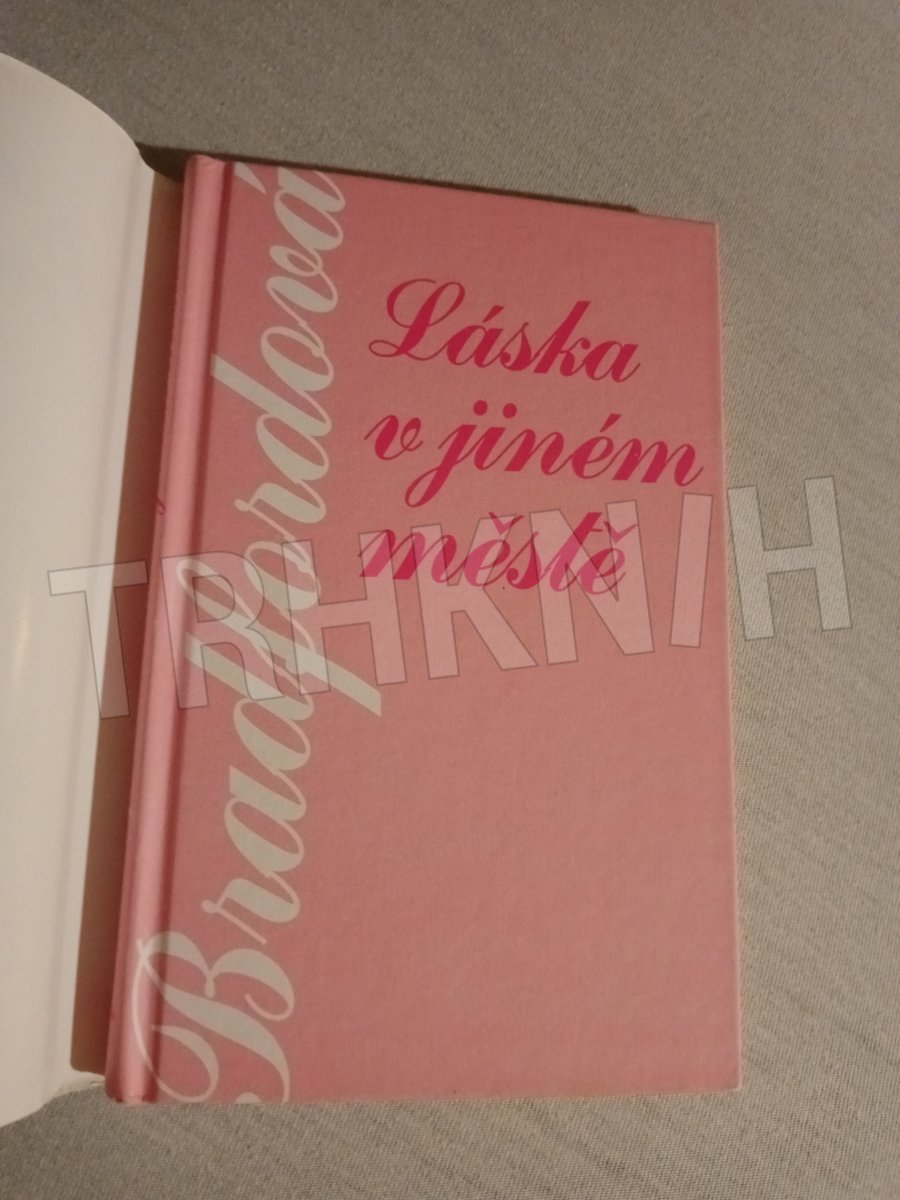 Bradfordová
Láska
v jiném
městě
TRHKNIH